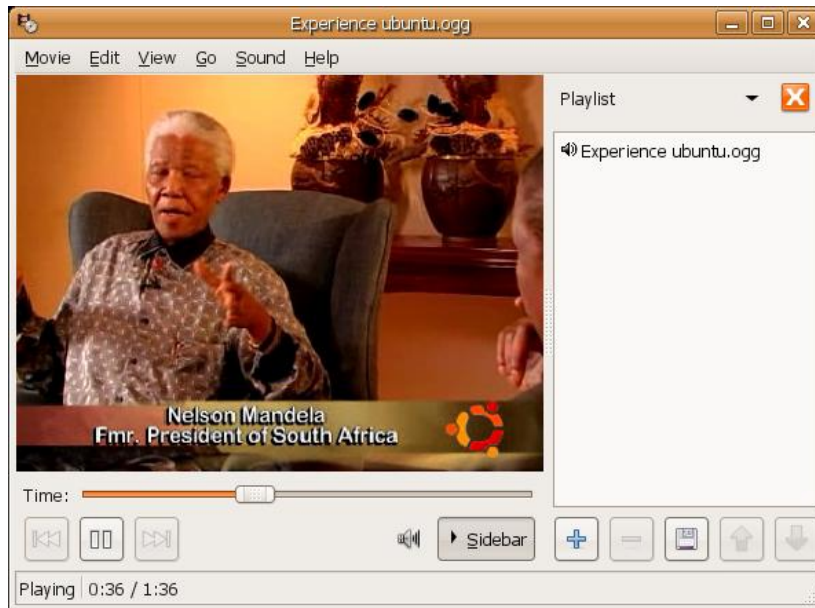 Experience ubuntu.ogg
Movie Edit View Go Sound Help
Playlist
Experience ubuntu.ogg
Nelson Mandela
Fmr. President of South Africa
Time:
Sidebar
Playing 0:36 / 1:36